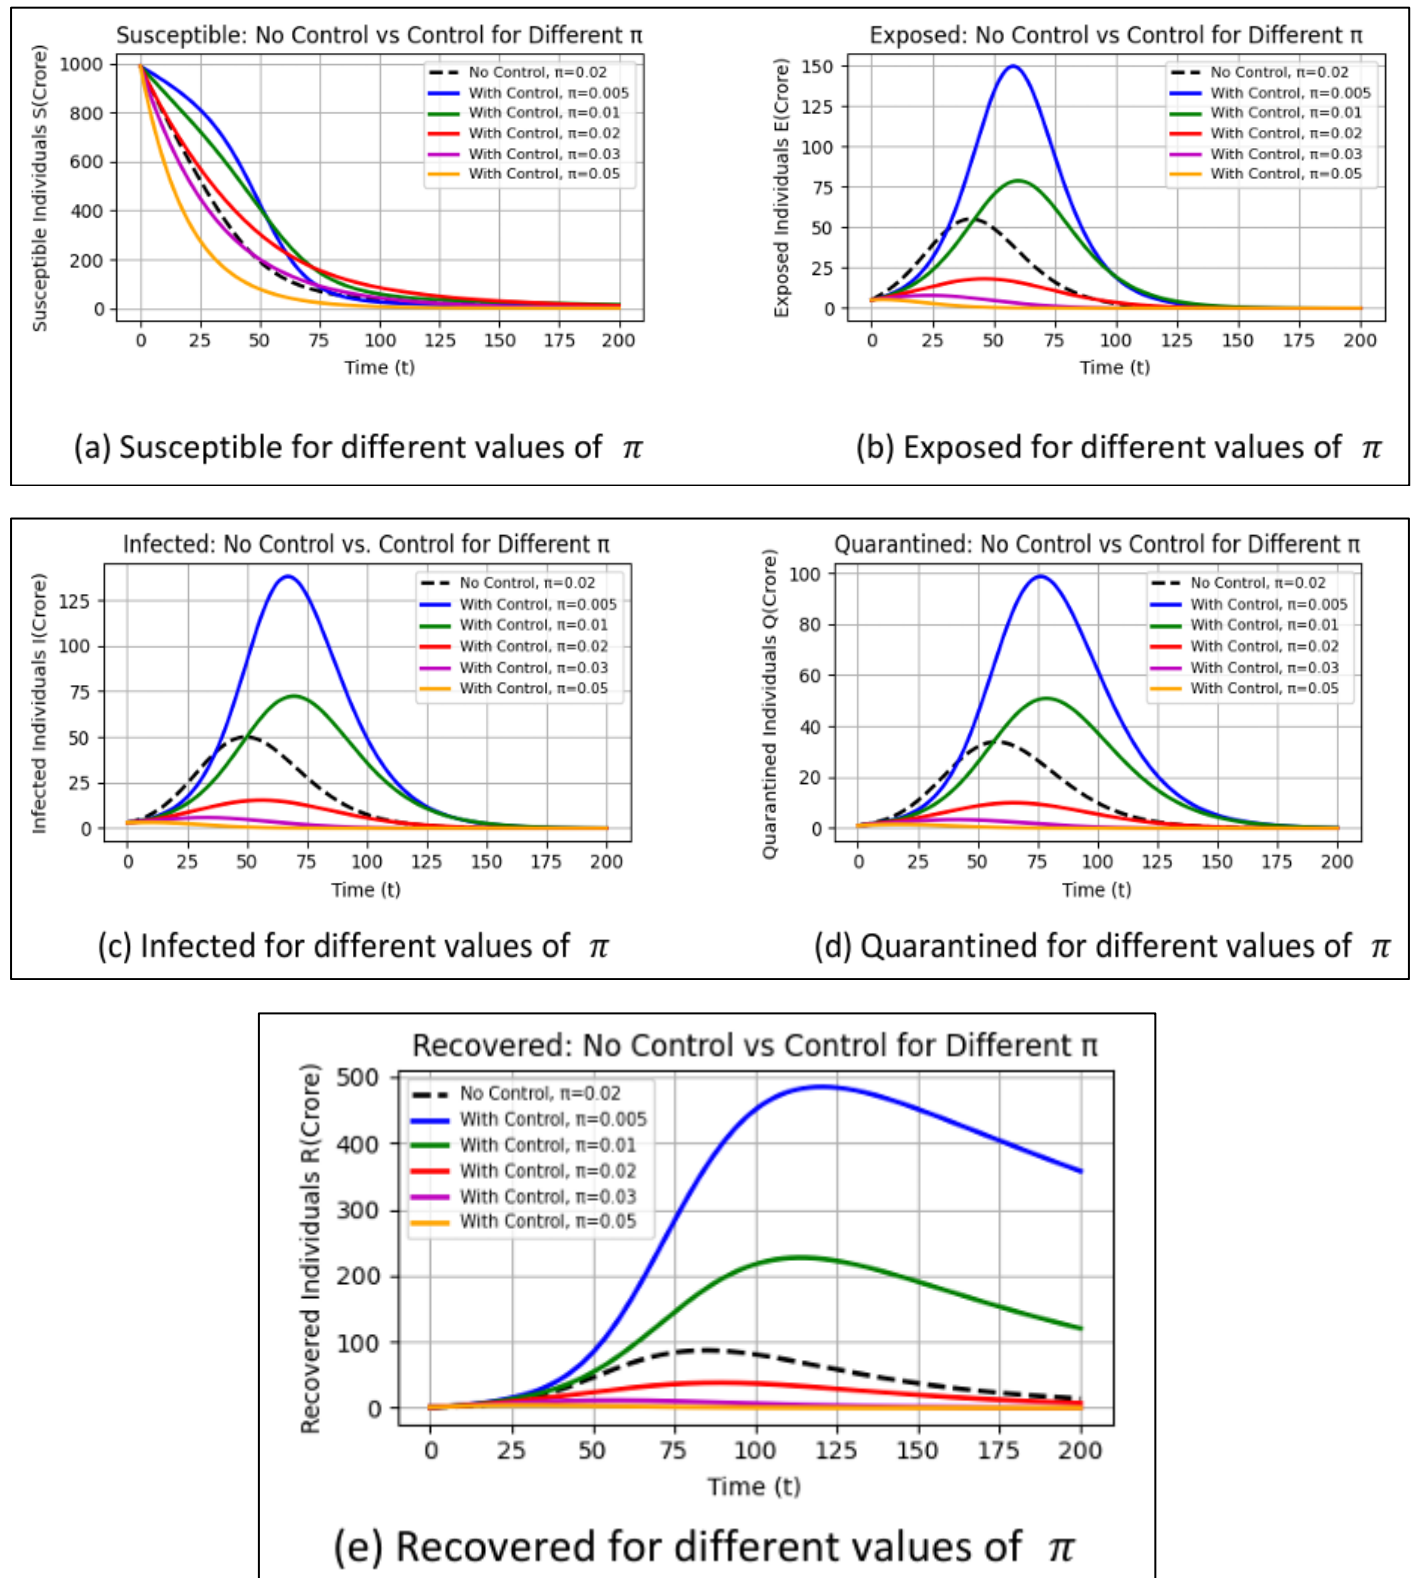 Susceptible: No Control vs Control for Different π
Susceptible Individuals S(Crore)
1000
800
600
400
200
0
No Control, π=0.02
With Control, π=0.005
With Control, π=0.01
With Control, π=0.02
With Control, π=0.03
With Control, π=0.05
0 25 50 75 100 125 150 175 200
Time (t)
(a) Susceptible for different values of π
Exposed: No Control vs Control for Different π
Exposed Individuals E(Crore)
150
125
100
75
50
25
0
No Control, π=0.02
With Control, π=0.005
With Control, π=0.01
With Control, π=0.02
With Control, π=0.03
With Control, π=0.05
0 25 50 75 100 125 150 175 200
Time (t)
(b) Exposed for different values of π
Infected: No Control vs. Control for Different π
Infected Individuals I(Crore)
125
100
75
50
25
0
No Control, π=0.02
With Control, π=0.005
With Control, π=0.01
With Control, π=0.02
With Control, π=0.03
With Control, π=0.05
0 25 50 75 100 125 150 175 200
Time (t)
(c) Infected for different values of π
Quarantined: No Control vs Control for Different π
Quarantined Individuals Q(Crore)
100
80
60
40
20
0
No Control, π=0.02
With Control, π=0.005
With Control, π=0.01
With Control, π=0.02
With Control, π=0.03
With Control, π=0.05
0 25 50 75 100 125 150 175 200
Time (t)
(d) Quarantined for different values of π
Recovered: No Control vs Control for Different π
Recovered Individuals R(Crore)
500
400
300
200
100
0
No Control, π=0.02
With Control, π=0.005
With Control, π=0.01
With Control, π=0.02
With Control, π=0.03
With Control, π=0.05
0 25 50 75 100 125 150 175 200
Time (t)
(e) Recovered for different values of π